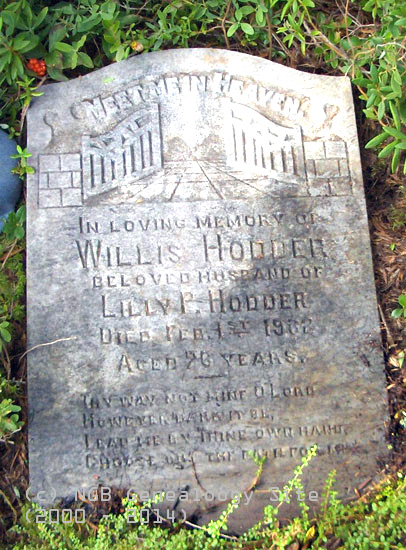 MEET ME IN HEAVEN
IN LOVING MEMORY OF
WILLIS HODDER
BELOVED HUSBAND OF
LILLY P. HODDER
DIED FEB. 1ST
AGED 26 YEARS.
THY WAY NOT MINE O LORD
HOWEVER DARK IT BE,
LEAD ME BY THINE OWN HAND,
CHOOSE OUT THE PATH FOR ME
(c) NGB Genealogy Site
(2000 - 2014)